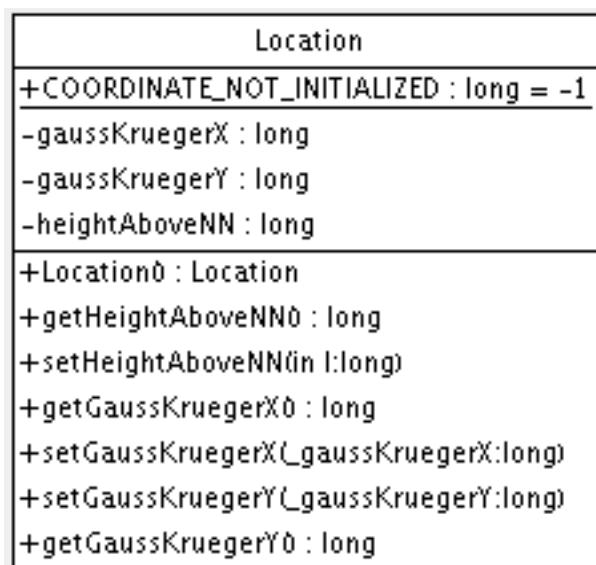 Location
+COORDINATE_NOT_INITIALIZED : long = -1
-gaussKruegerX : long
-gaussKruegerY : long
-heightAboveNN : long
+Location() : Location
+getHeightAboveNN() : long
+setHeightAboveNN(in l:long)
+getGaussKruegerX() : long
+setGaussKruegerX(_gaussKruegerX:long)
+setGaussKruegerY(_gaussKruegerY:long)
+getGaussKruegerY() : long